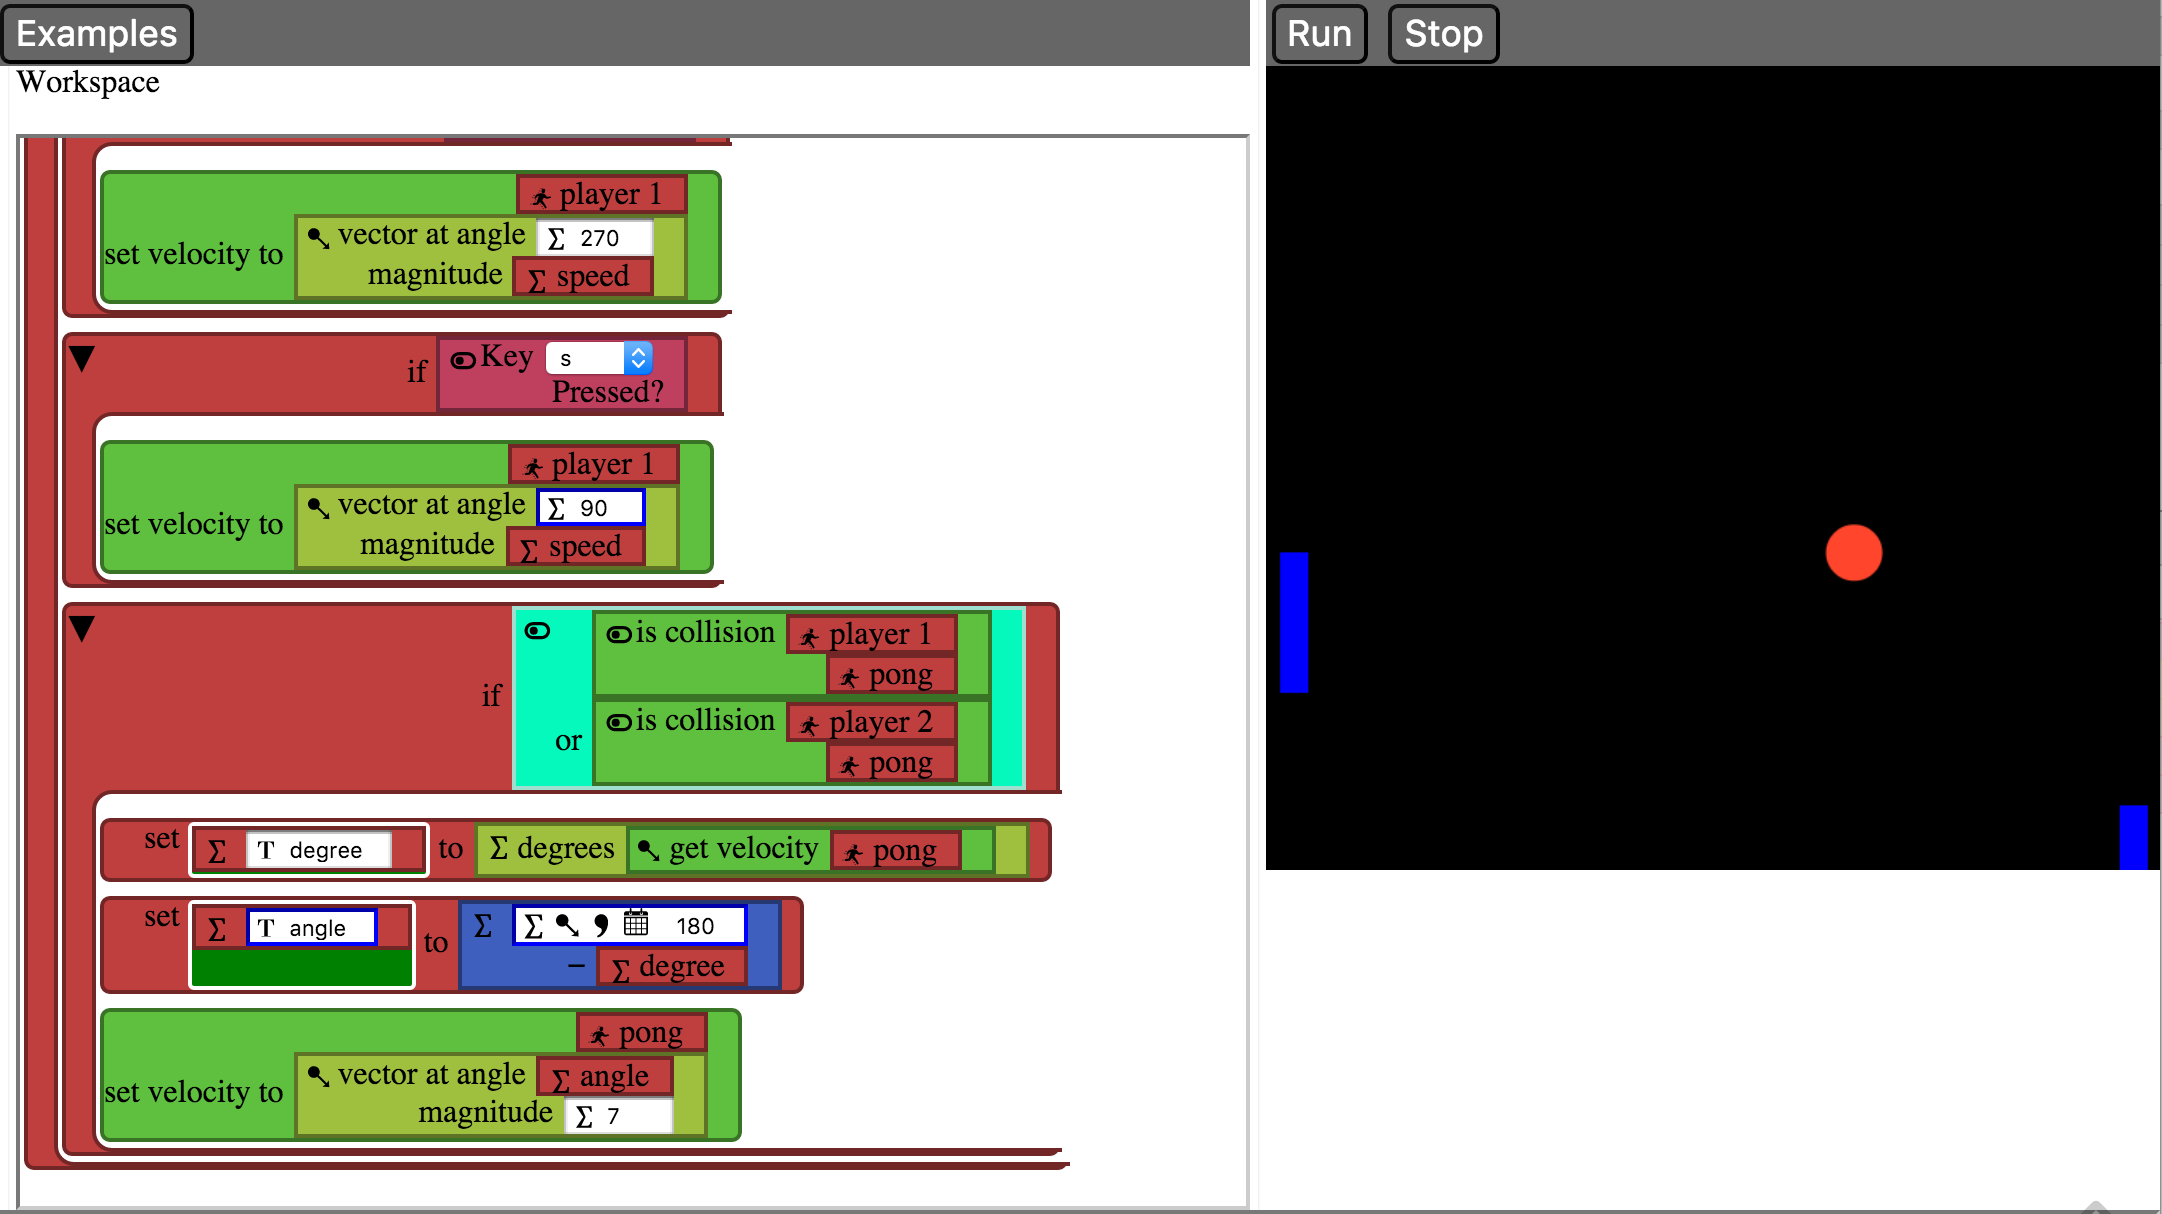 Examples
Run Stop
Workspace
player 1
set velocity to vector at angle Σ 270
magnitude Σ speed
if Key s
Pressed?
player 1
set velocity to vector at angle Σ 90
magnitude Σ speed
if is collision player 1
pong
or is collision player 2
pong
set Σ T degree to Σ degrees get velocity pong
set Σ T angle to Σ Σ 180
− Σ degree
pong
set velocity to vector at angle Σ angle
magnitude Σ 7